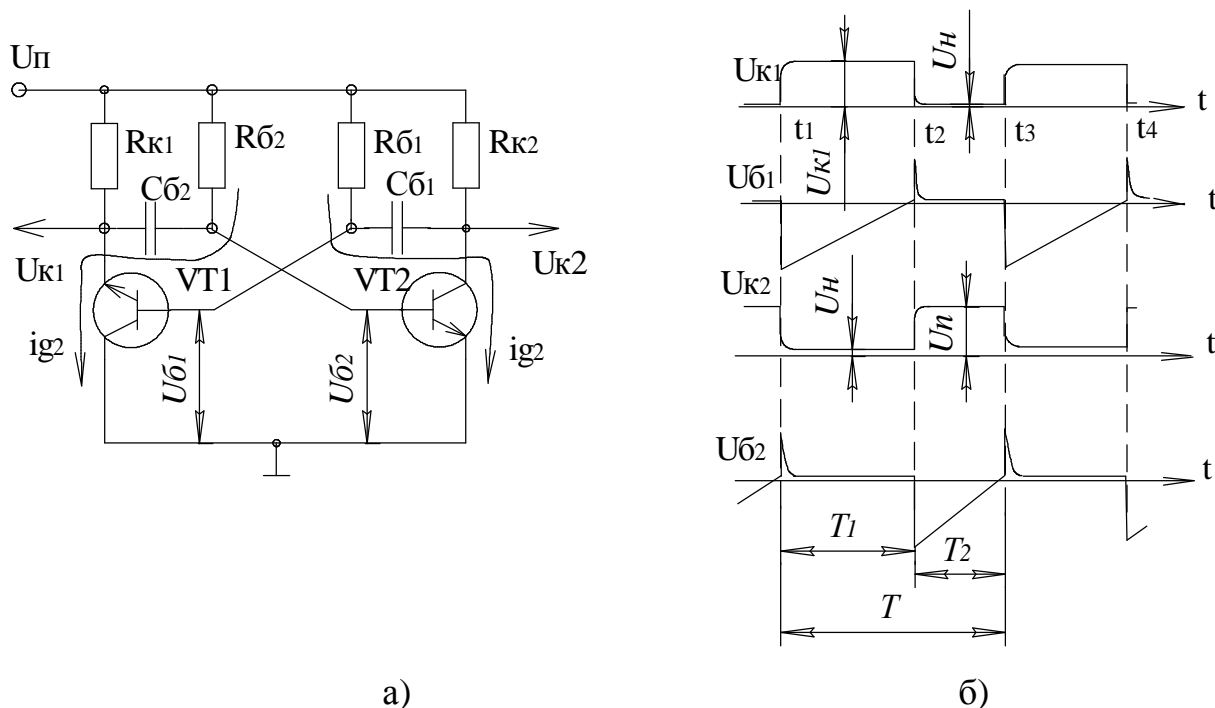 Uп
Rк1
Rб2
Rб1
Rк2
Cб2
Cб1
Uк1
VT1
VT2
Uк2
ig2
Uб1
Uб2
ig2
а)
Uк1
Uн
t
t1
t2
t3
t4
Uк1
Uб1
t
Uк2
Uн
Uп
t
Uб2
t
T1
T2
T
б)